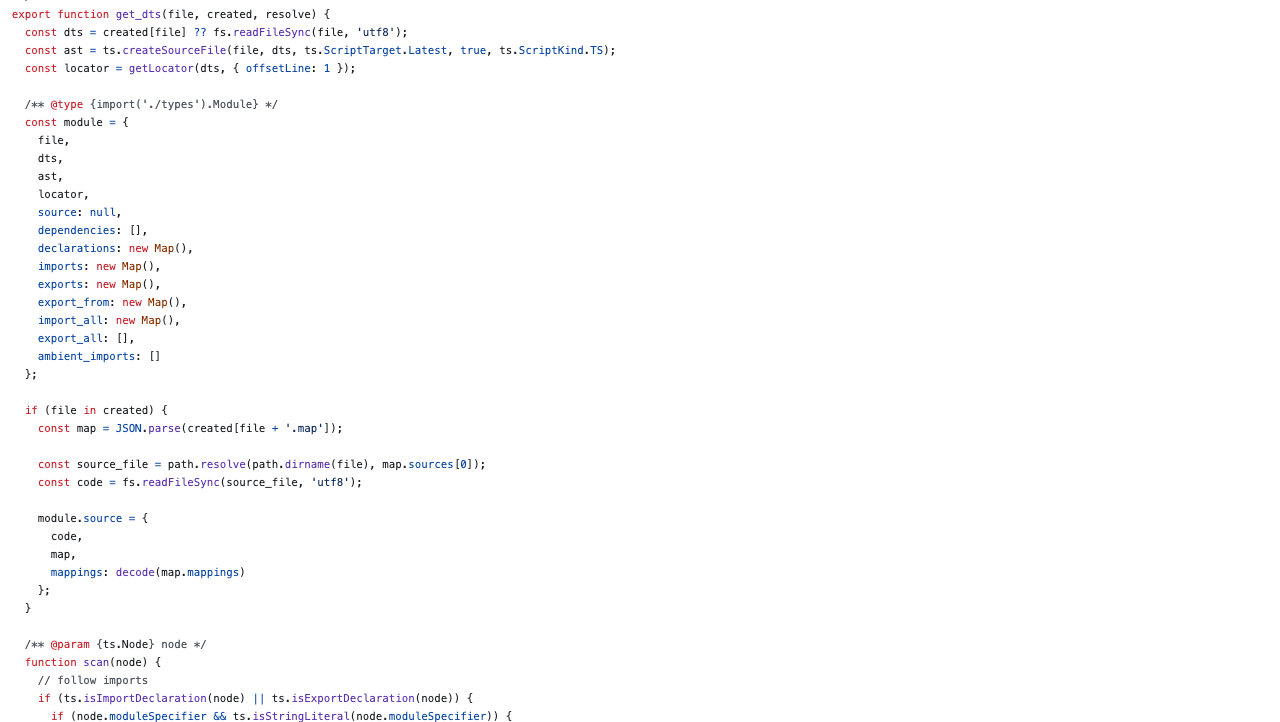 export function get_dts(file, created, resolve) {
  const dts = created[file] ?? fs.readFileSync(file, 'utf8');
  const ast = ts.createSourceFile(file, dts, ts.ScriptTarget.Latest, true, ts.ScriptKind.TS);
  const locator = getLocator(dts, { offsetLine: 1 });

  /** @type {import('./types').Module} */
  const module = {
    file,
    dts,
    ast,
    locator,
    source: null,
    dependencies: [],
    declarations: new Map(),
    imports: new Map(),
    exports: new Map(),
    export_from: new Map(),
    import_all: new Map(),
    export_all: [],
    ambient_imports: []
  };

  if (file in created) {
    const map = JSON.parse(created[file + '.map']);

    const source_file = path.resolve(path.dirname(file), map.sources[0]);
    const code = fs.readFileSync(source_file, 'utf8');

    module.source = {
      code,
      map,
      mappings: decode(map.mappings)
    };
  }

  /** @param {ts.Node} node */
  function scan(node) {
    // follow imports
    if (ts.isImportDeclaration(node) || ts.isExportDeclaration(node)) {
      if (node.moduleSpecifier && ts.isStringLiteral(node.moduleSpecifier)) {